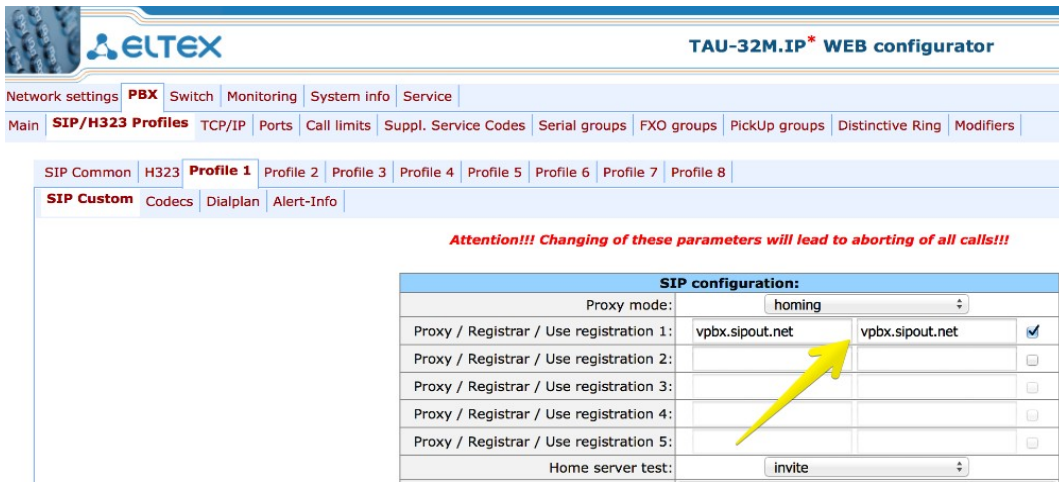 ELTEX
TAU-32M.IP* WEB configurator
Network settings PBX Switch Monitoring System info Service
Main SIP/H323 Profiles TCP/IP Ports Call limits Suppl. Service Codes Serial groups FXO groups PickUp groups Distinctive Ring Modifiers
SIP Common H323 Profile 1 Profile 2 Profile 3 Profile 4 Profile 5 Profile 6 Profile 7 Profile 8
SIP Custom Codecs Dialplan Alert-Info
Attention!!! Changing of these parameters will lead to aborting of all calls!!!
SIP configuration:
Proxy mode: homing
Proxy / Registrar / Use registration 1: vpbx.sipout.net vpbx.sipout.net
Proxy / Registrar / Use registration 2:
Proxy / Registrar / Use registration 3:
Proxy / Registrar / Use registration 4:
Proxy / Registrar / Use registration 5:
Home server test: invite